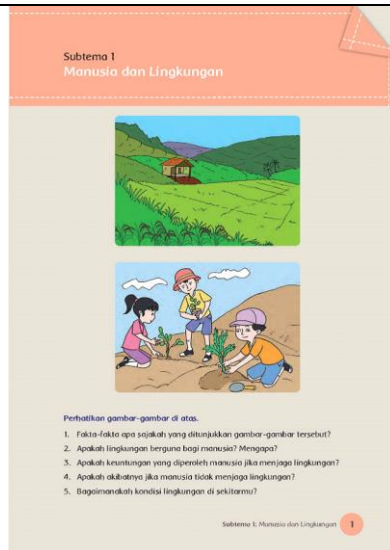 Subtema 1
Manusia dan Lingkungan
Perhatikan gambar-gambar di atas.
1. Fakta-fakta apa sajakah yang ditunjukkan gambar-gambar tersebut?
2. Apakah lingkungan berguna bagi manusia? Mengapa?
3. Apakah keuntungan yang diperoleh manusia jika menjaga lingkungan?
4. Apakah akibatnya jika manusia tidak menjaga lingkungan?
5. Bagaimanakah kondisi lingkungan di sekitarmu?
Subtema 1: Manusia dan Lingkungan 1